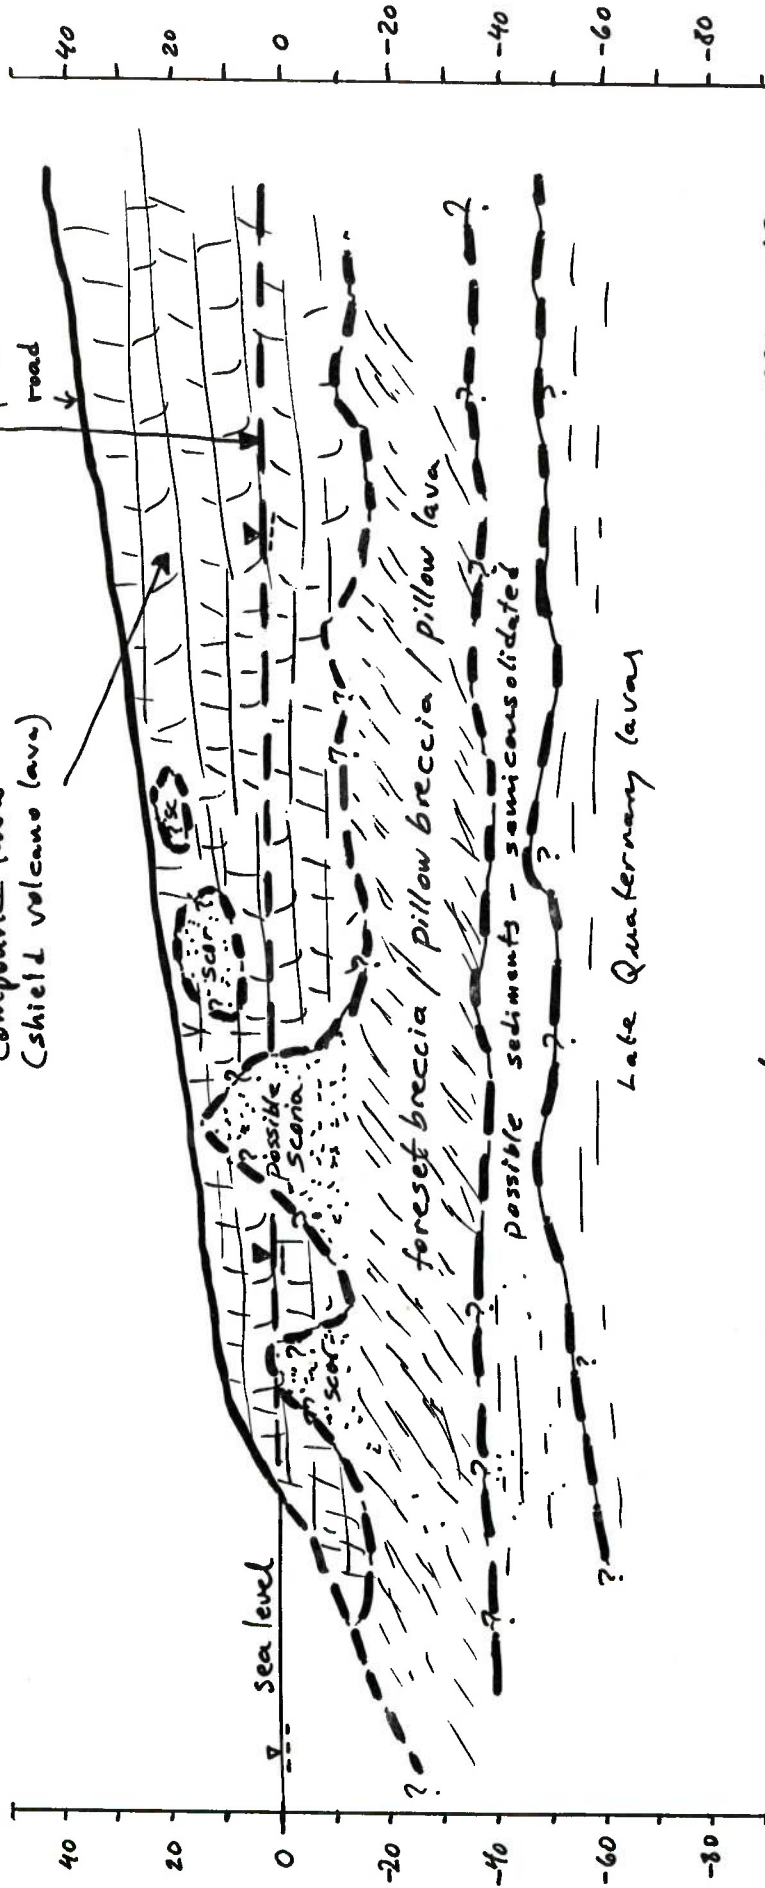 (shield volcano lava)
road
40
20
0
-20
-40
-60
-80
40
20
0
-20
-40
-60
-80
sea level
? sc
? scor.
?
Possible
scoria
?
scor
?
foreset breccia / pillow breccia / pillow lava
possible sediments - semiconsolidated
Late Quaternary lavas